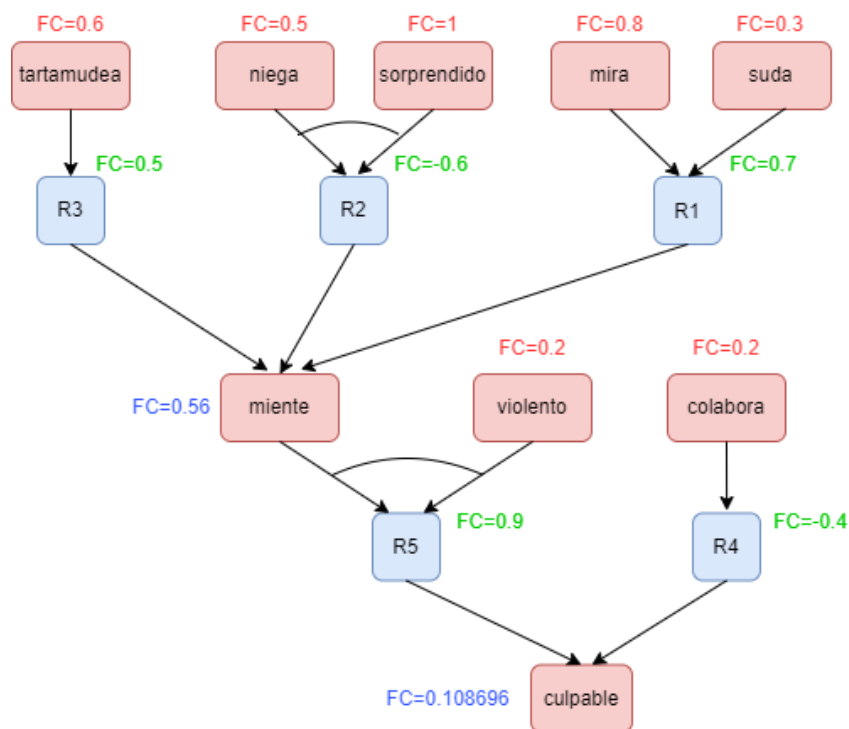 FC=0.6
FC=0.5
FC=1
FC=0.8
FC=0.3
tartamudea
niega
sorprendido
mira
suda
FC=0.5
FC=-0.6
FC=0.7
R3
R2
R1
FC=0.2
FC=0.2
FC=0.56
miente
violento
colabora
FC=0.9
FC=-0.4
R5
R4
FC=0.108696
culpable